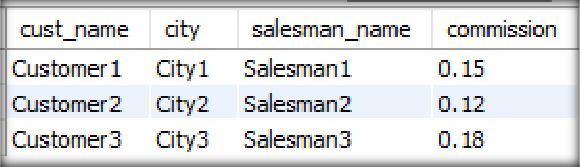 cust_name city salesman_name commission
Customer1 City1 Salesman1 0.15
Customer2 City2 Salesman2 0.12
Customer3 City3 Salesman3 0.18